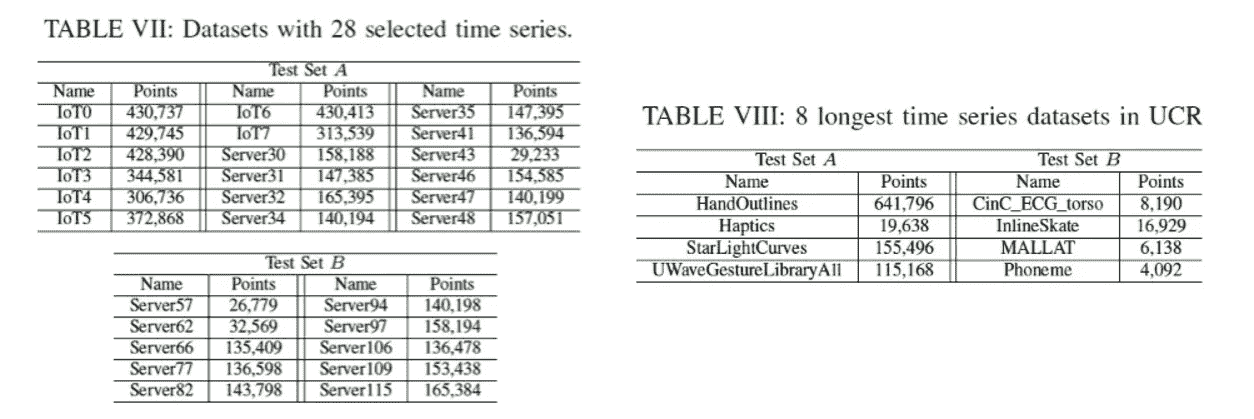 TABLE VII: Datasets with 28 selected time series.
Test Set A
Name Points Name Points Name Points
IoT0 430,737 IoT6 430,413 Server35 147,395
IoT1 429,745 IoT7 313,539 Server41 136,594
IoT2 428,390 Server30 158,188 Server43 29,233
IoT3 344,581 Server31 147,385 Server46 154,585
IoT4 306,736 Server32 165,395 Server47 140,199
IoT5 372,868 Server34 140,194 Server48 157,051
Test Set B
Name Points Name Points
Server57 26,779 Server94 140,198
Server62 32,569 Server97 158,194
Server66 135,409 Server106 136,478
Server77 136,598 Server109 153,438
Server82 143,798 Server115 165,384
TABLE VIII: 8 longest time series datasets in UCR
Test Set A Test Set B
Name Points Name Points
HandOutlines 641,796 CinC_ECG_torso 8,190
Haptics 19,638 InlineSkate 16,929
StarLightCurves 155,496 MALLAT 6,138
UWaveGestureLibraryAll 115,168 Phoneme 4,092